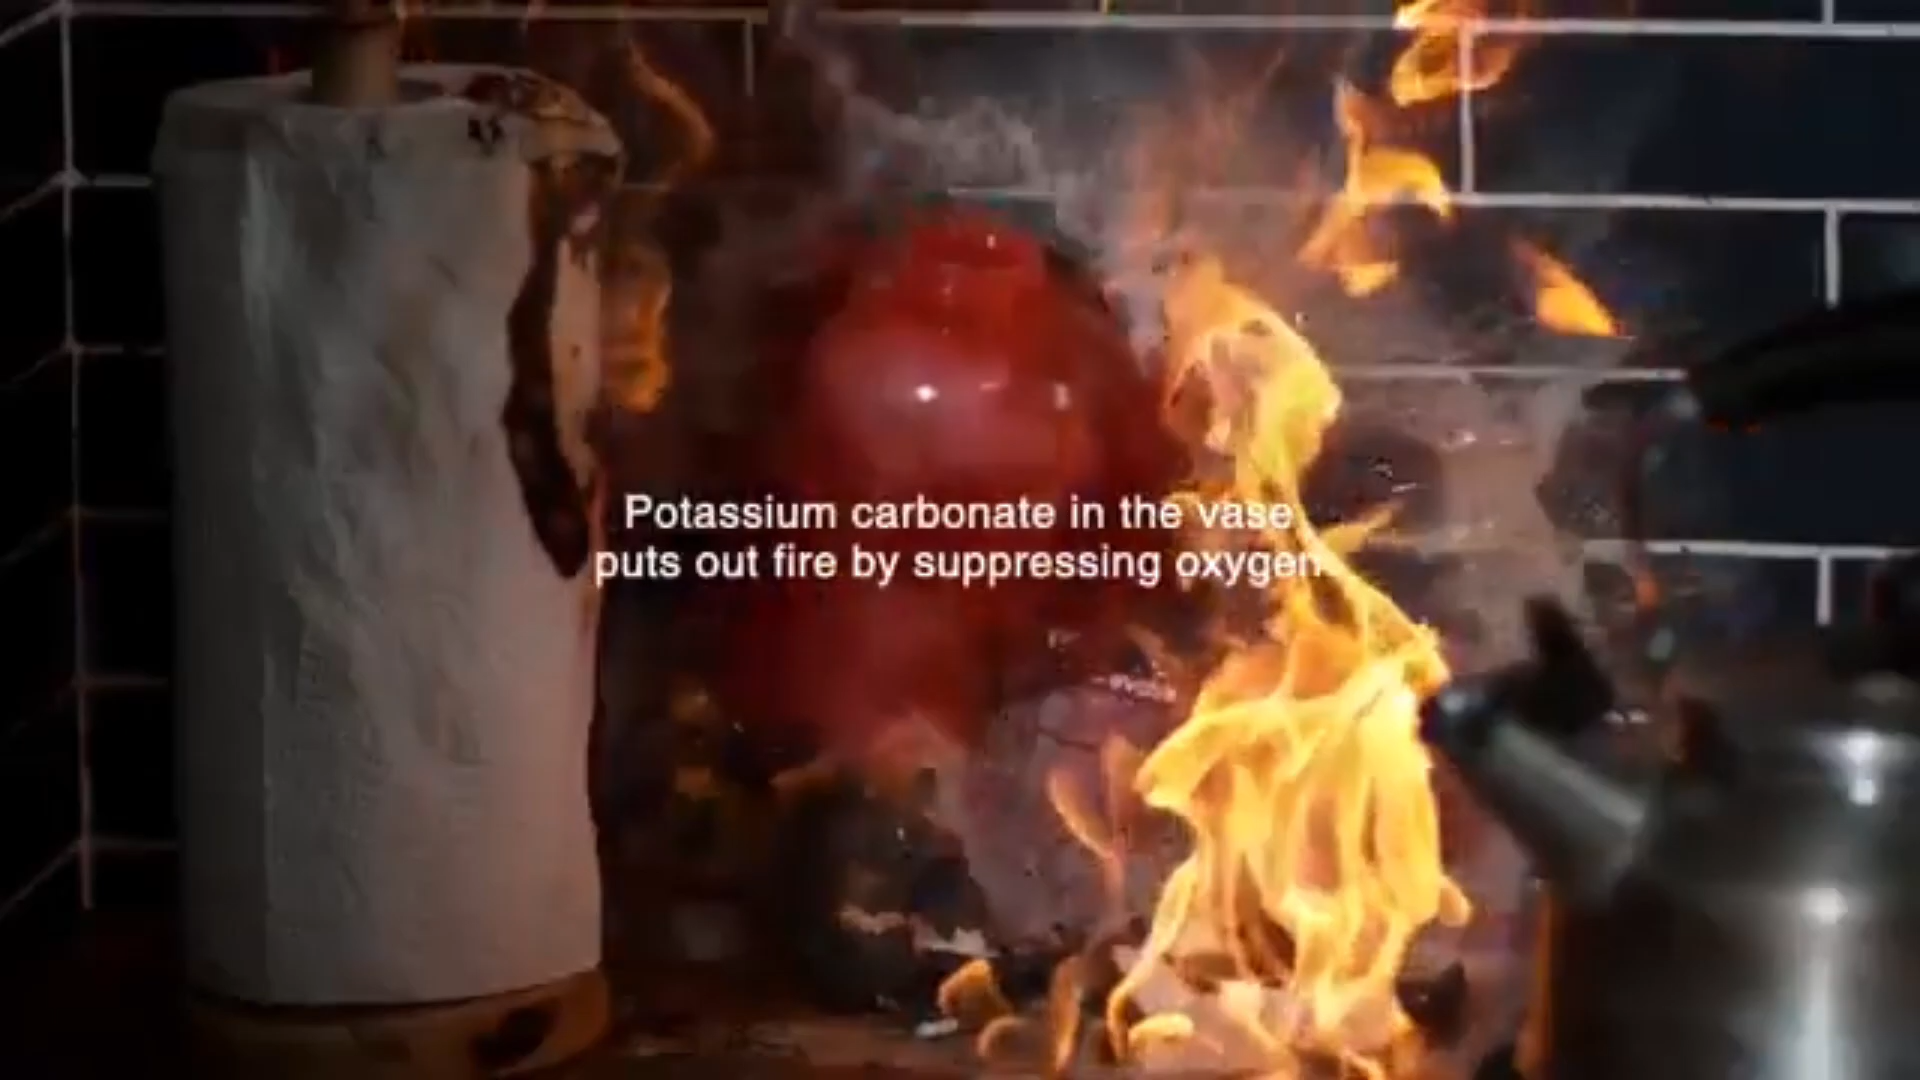 Potassium carbonate in the vase
puts out fire by suppressing oxygen